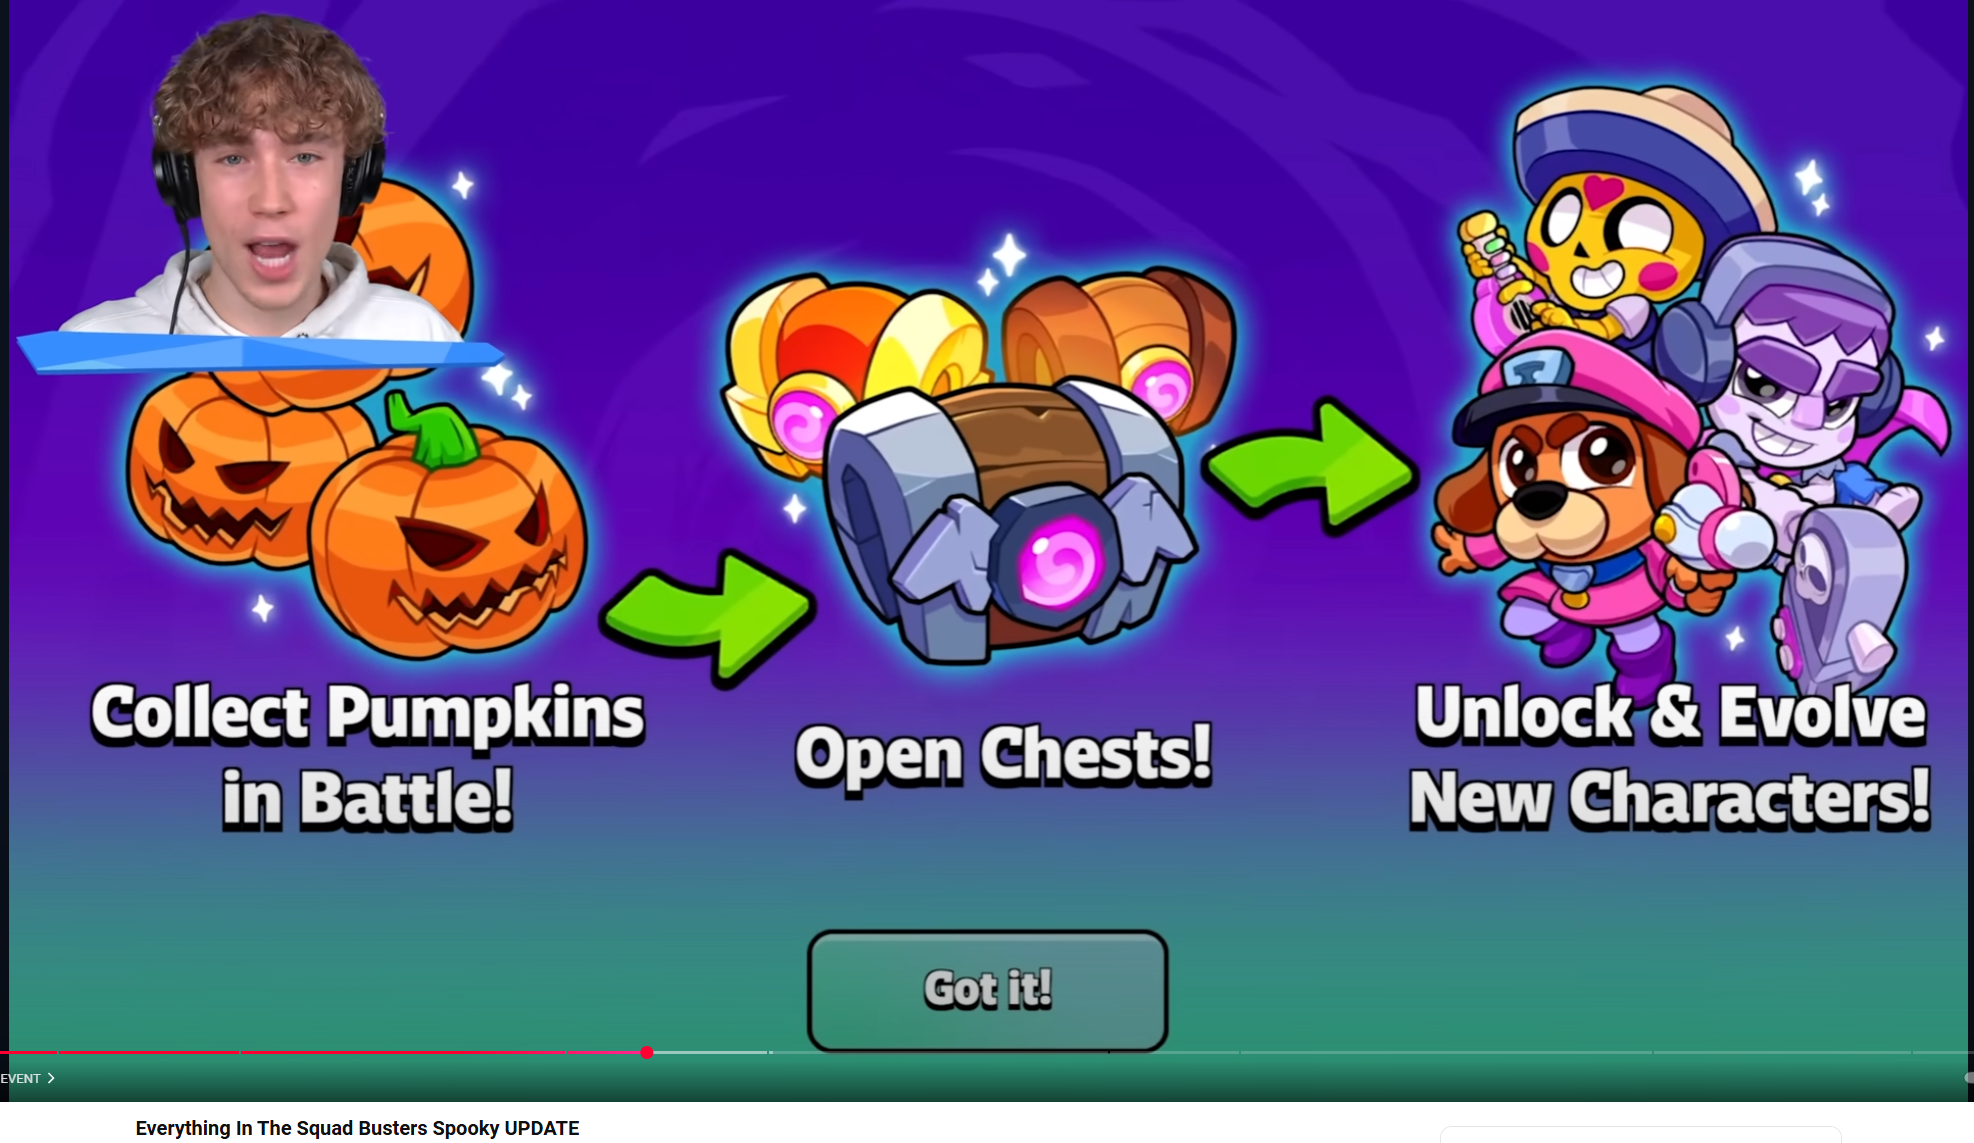 Collect Pumpkins
in Battle!
Open Chests!
Unlock & Evolve
New Characters!
Got it!
EVENT
Everything In The Squad Busters Spooky UPDATE